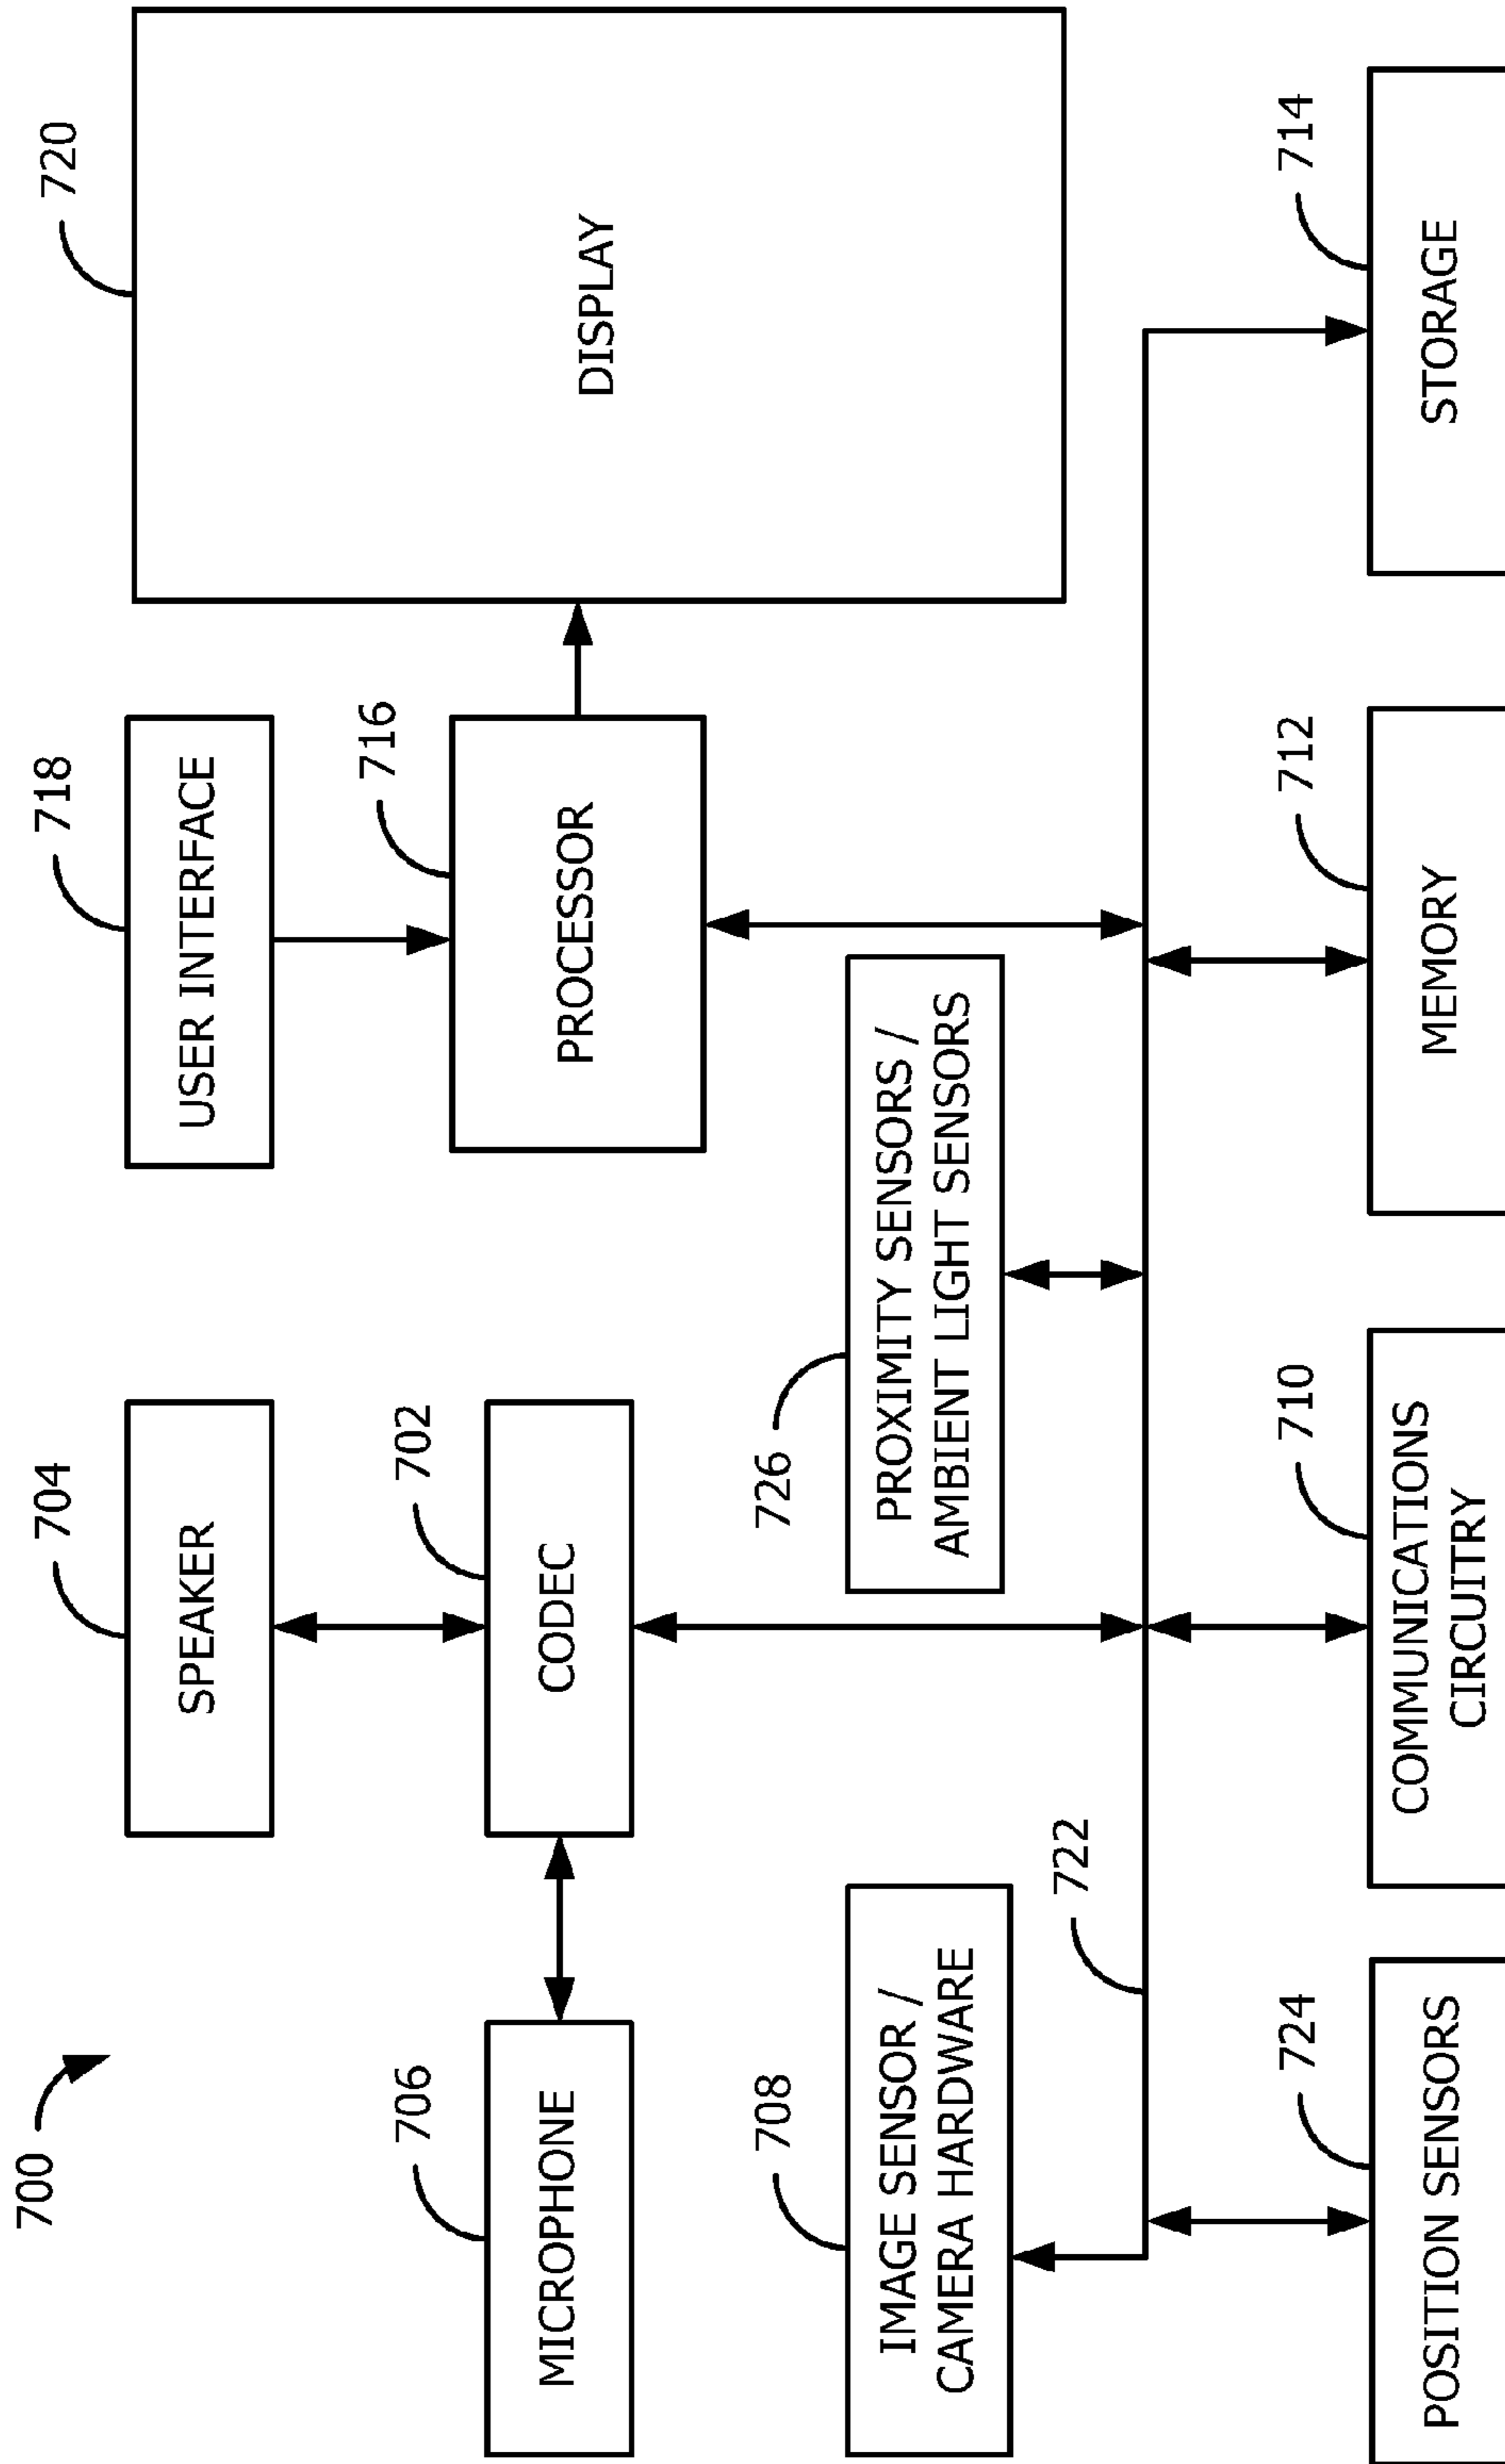 700
704
718
720
SPEAKER
USER INTERFACE
706
702
716
MICROPHONE
CODEC
PROCESSOR
DISPLAY
708
726
IMAGE SENSOR /
CAMERA HARDWARE
PROXIMITY SENSORS /
AMBIENT LIGHT SENSORS
722
724
710
712
714
POSITION SENSORS
COMMUNICATIONS
CIRCUITRY
MEMORY
STORAGE